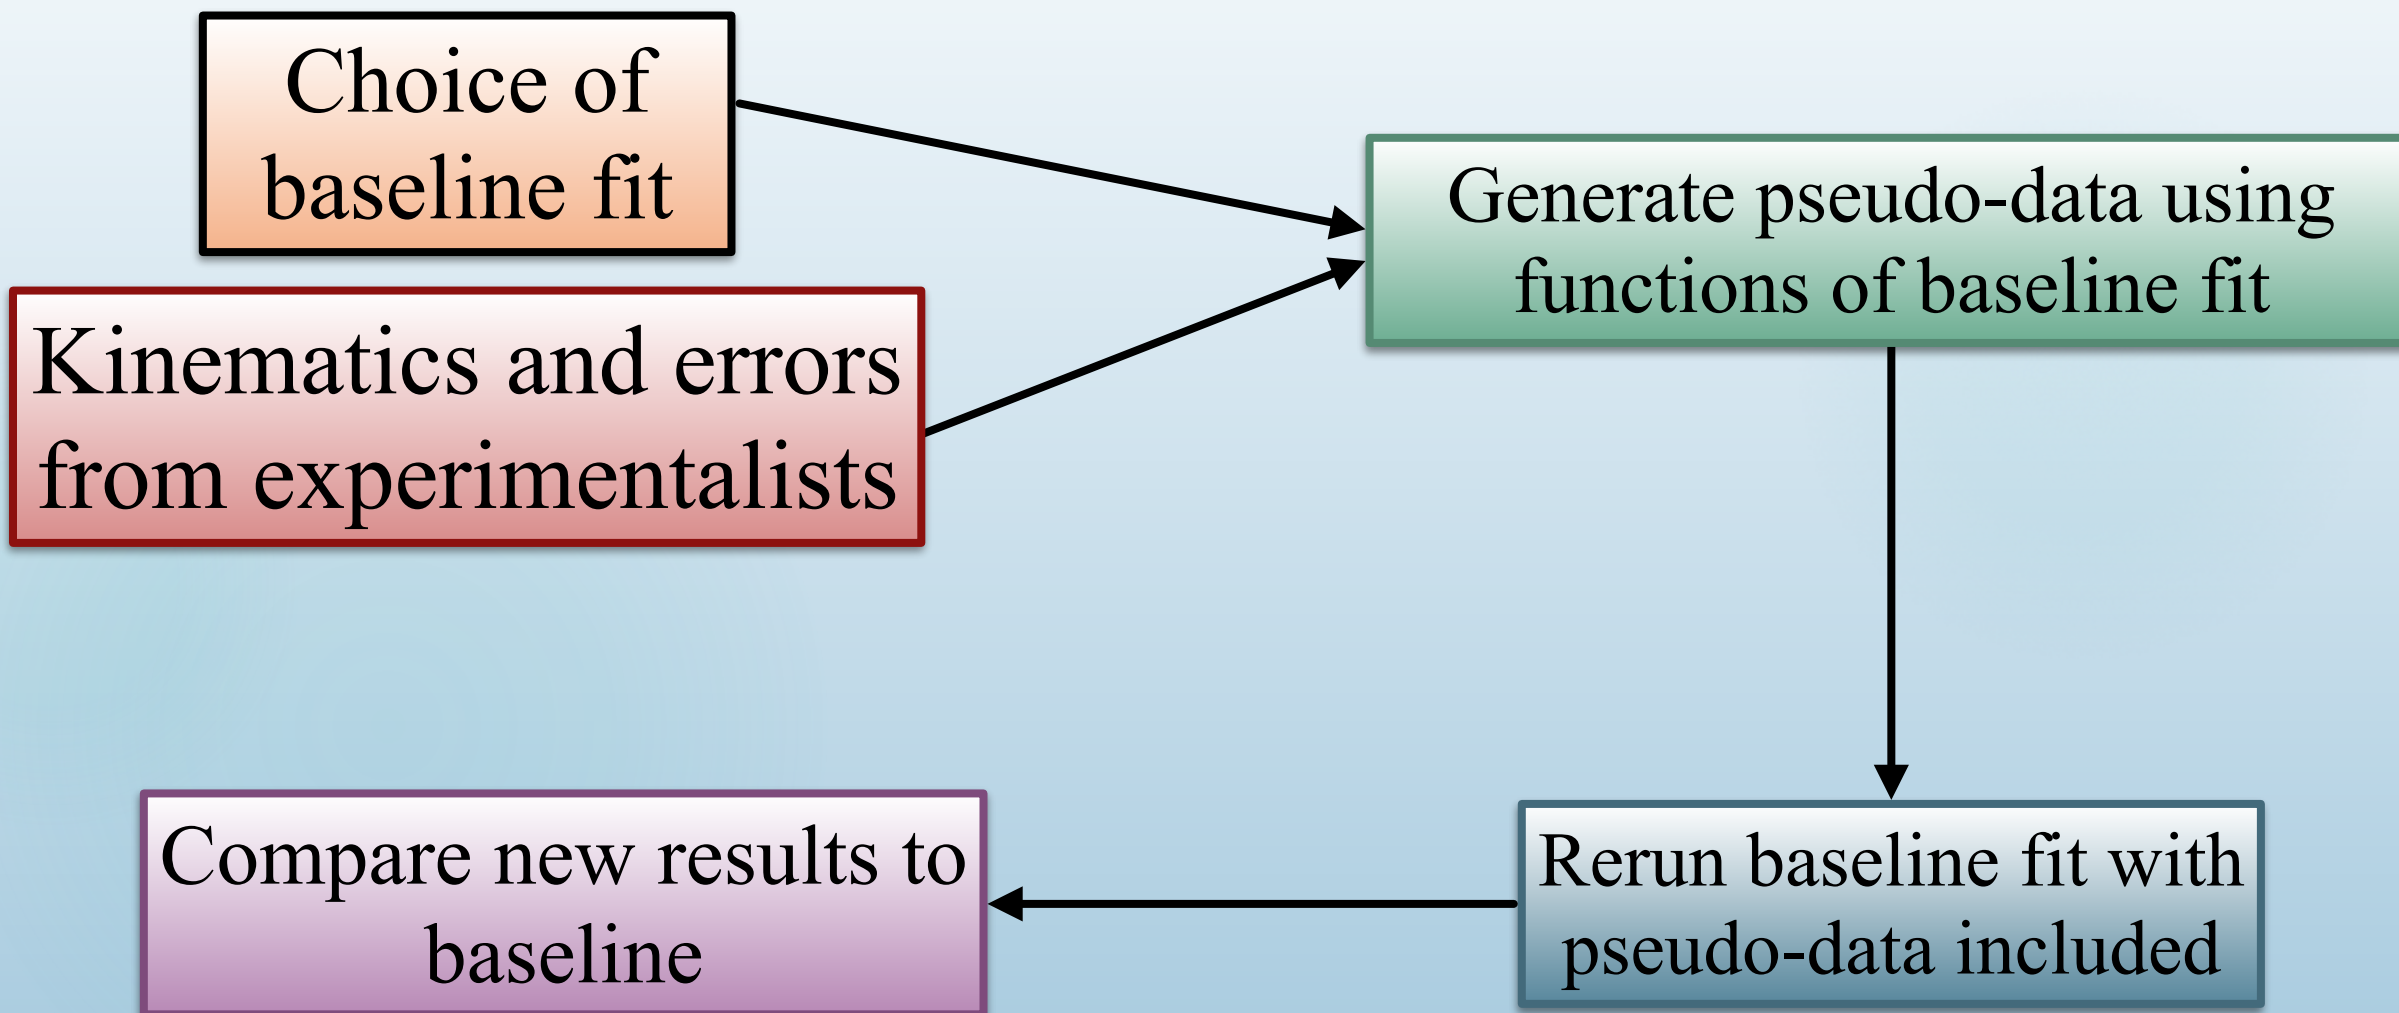 Choice of
baseline fit
Kinematics and errors
from experimentalists
Generate pseudo-data using
functions of baseline fit
Rerun baseline fit with
pseudo-data included
Compare new results to
baseline